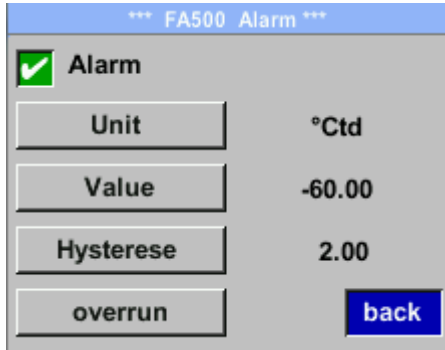 *** FA500 Alarm ***
Alarm
Unit °Ctd
Value -60.00
Hysterese 2.00
overrun back